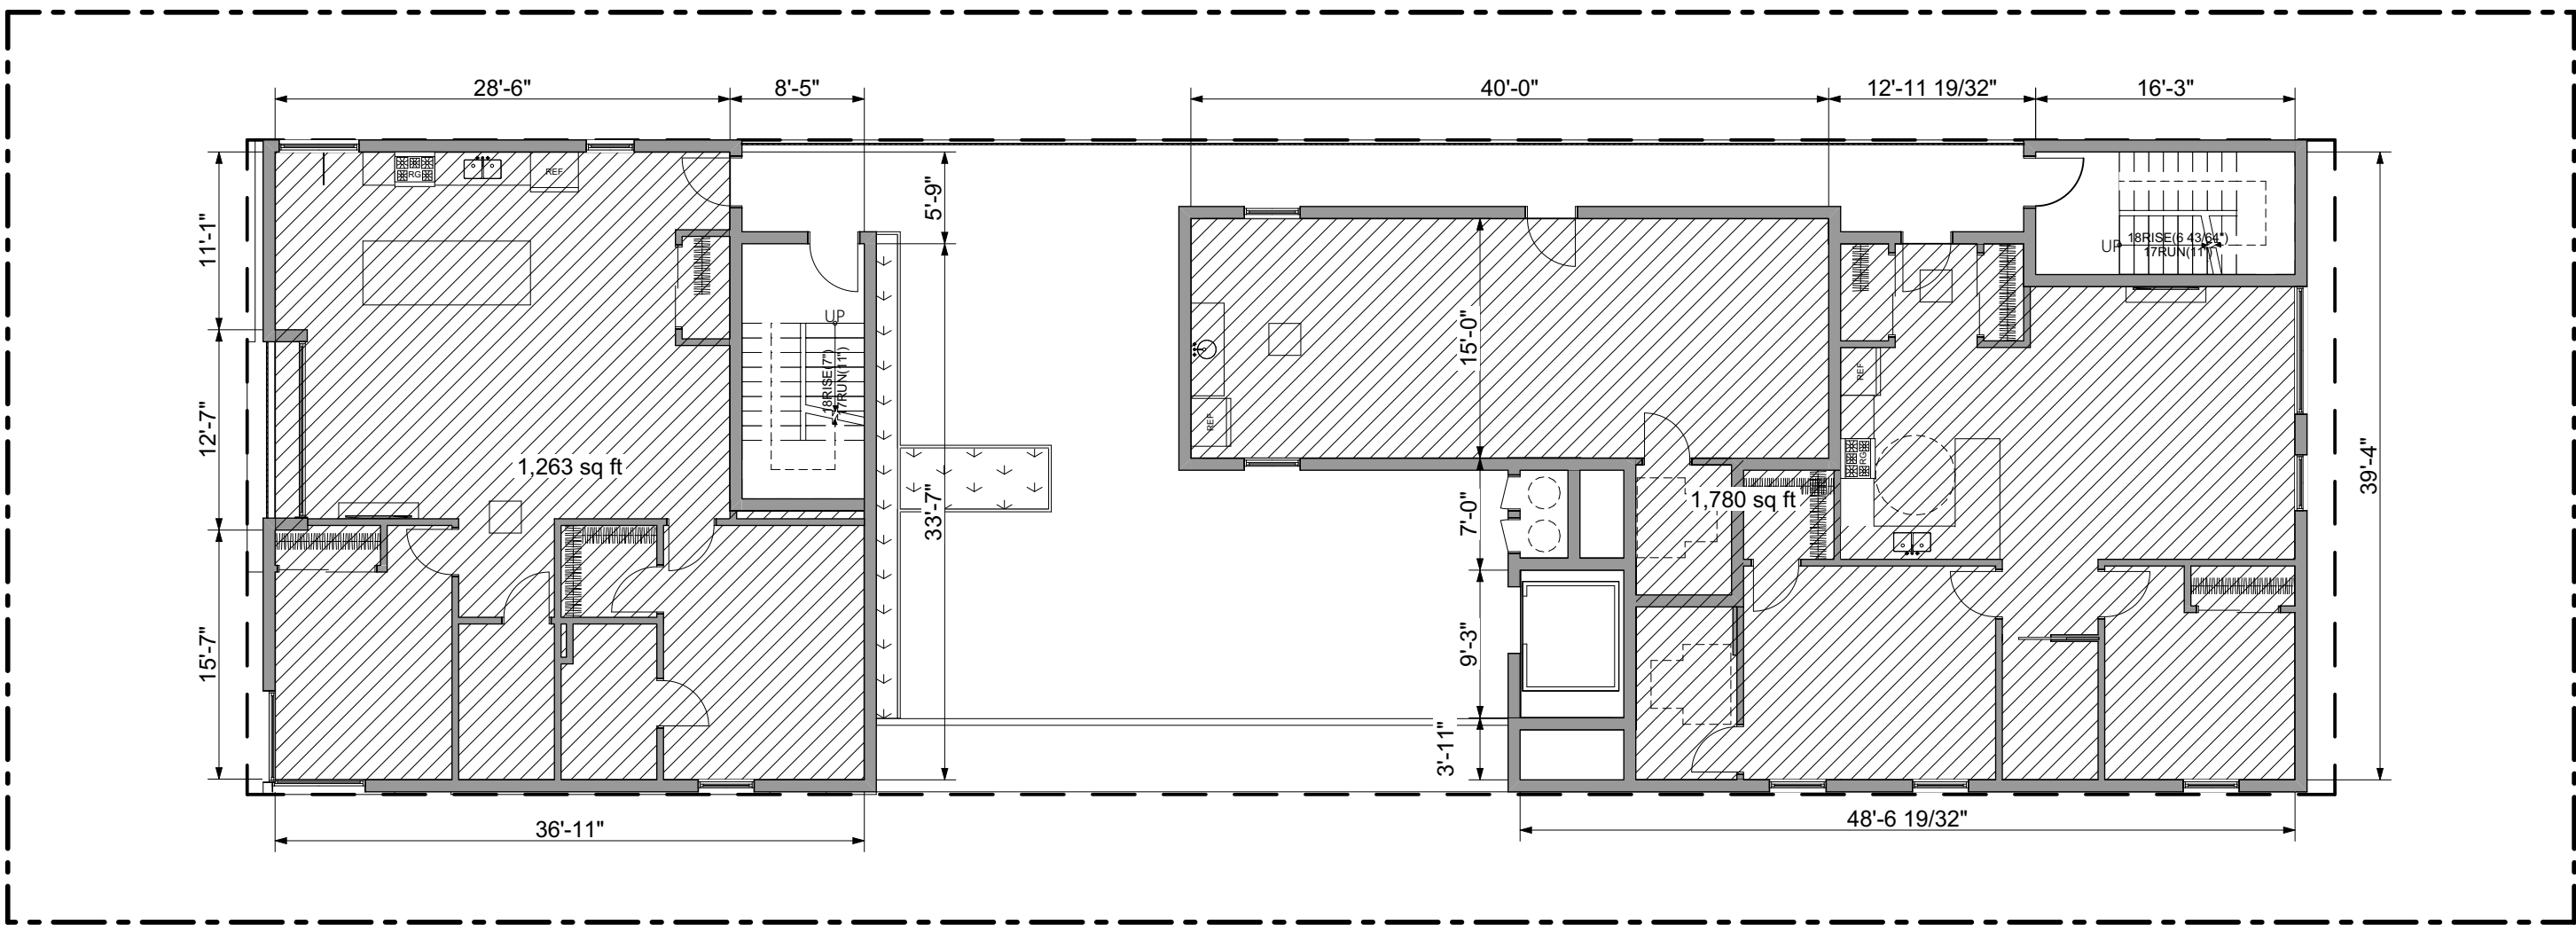 28'-6"
8'-5"
40'-0"
12'-11 19/32"
16'-3"
RG
REF
5'-9"
11'-1"
UP
18RISE(6 43/64")
17RUN(11")
UP
18RISE(7")
17RUN(11")
15'-0"
REF
REF
RG
12'-7"
1,263 sq ft
33'-7"
1,780 sq ft
39'-4"
7'-0"
15'-7"
9'-3"
3'-11"
36'-11"
48'-6 19/32"